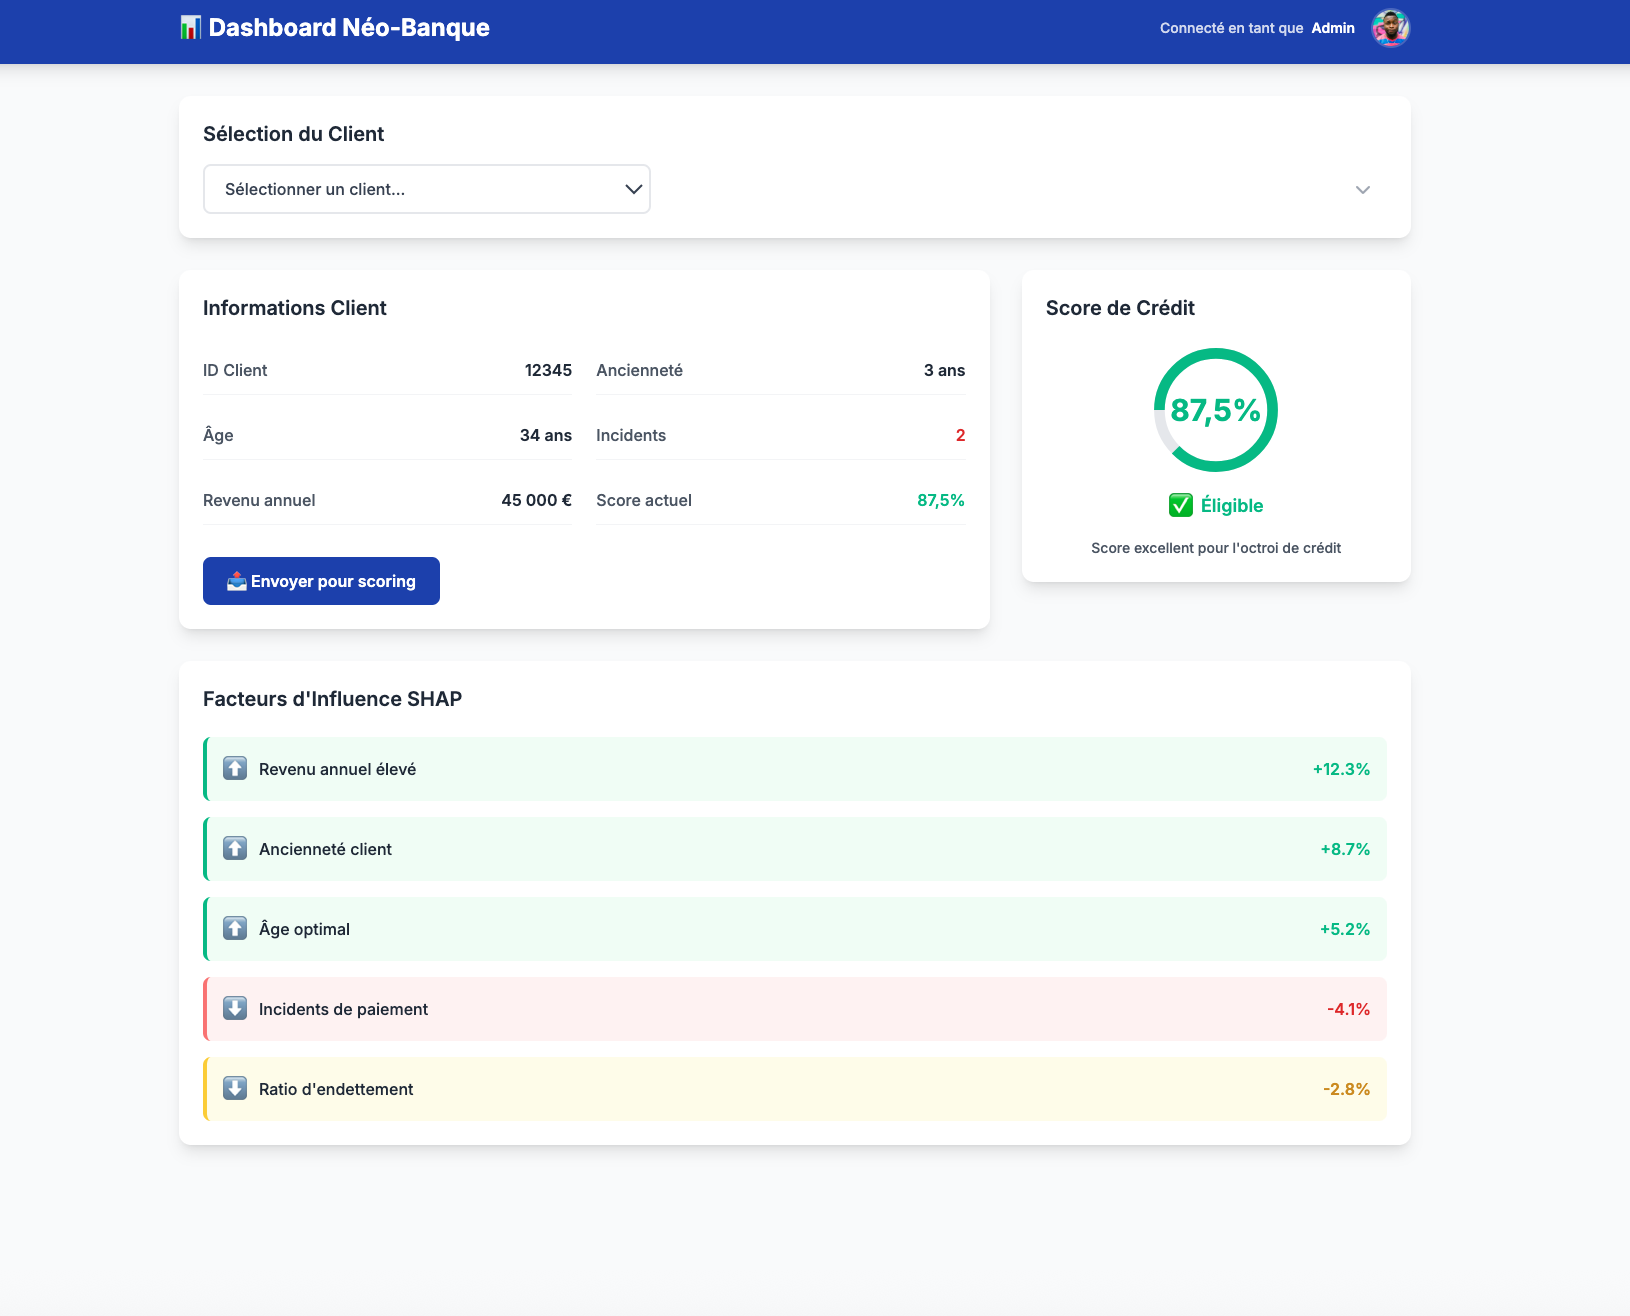 📊 Dashboard Néo-Banque
Connecté en tant que Admin
Sélection du Client
Sélectionner un client...
Informations Client
ID Client 12345
Ancienneté 3 ans
Âge 34 ans
Incidents 2
Revenu annuel 45 000 €
Score actuel 87,5%
📤 Envoyer pour scoring
Score de Crédit
87,5%
✅ Éligible
Score excellent pour l'octroi de crédit
Facteurs d'Influence SHAP
⬆️ Revenu annuel élevé +12.3%
⬆️ Ancienneté client +8.7%
⬆️ Âge optimal +5.2%
⬇️ Incidents de paiement -4.1%
⬇️ Ratio d'endettement -2.8%